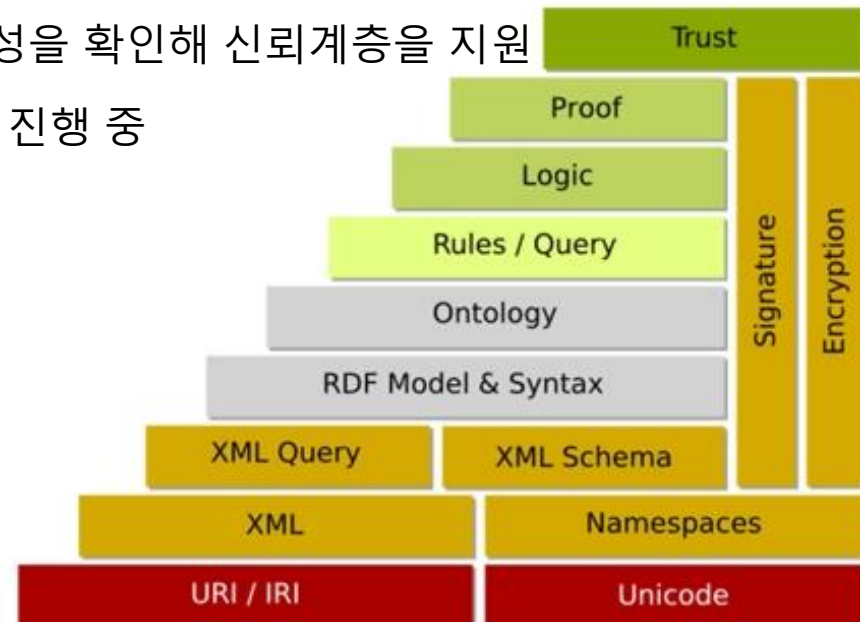 성을 확인해 신뢰계층을 지원
진행 중
Trust
Proof
Logic
Rules / Query
Ontology
RDF Model & Syntax
XML Query
XML Schema
XML
Namespaces
URI / IRI
Unicode
Signature
Encryption